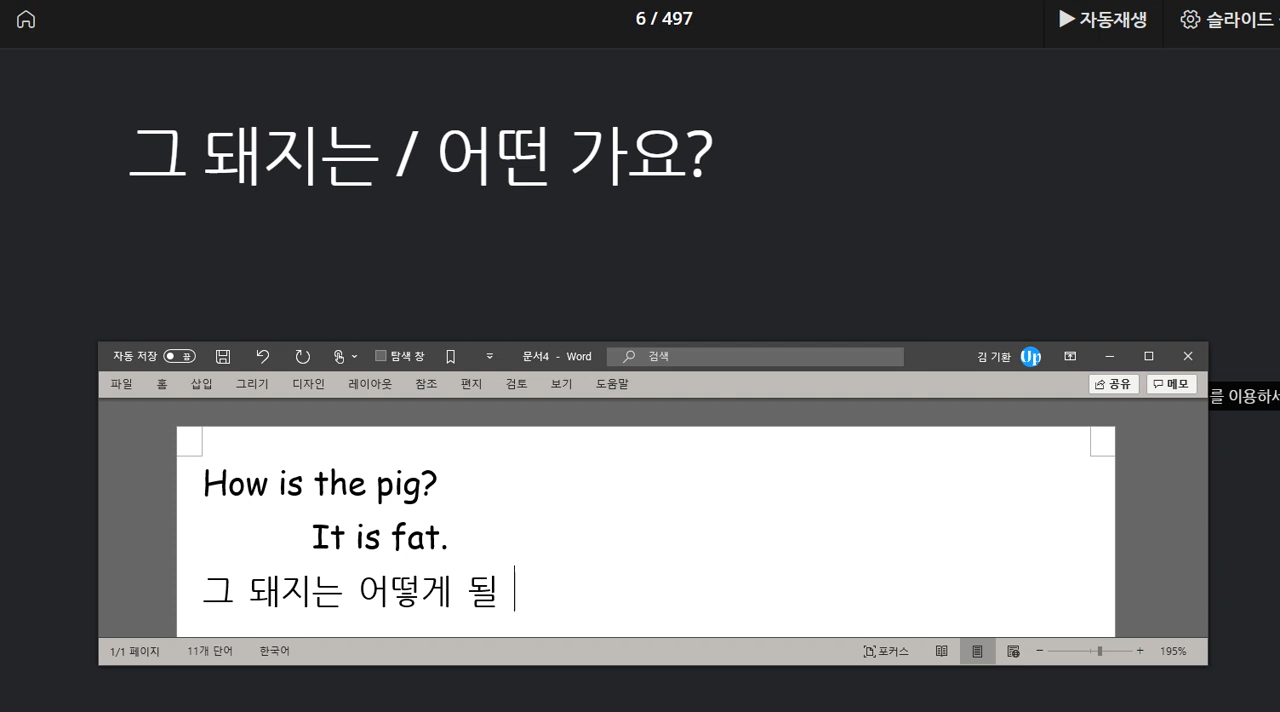 6 / 497
▶ 자동재생
슬라이드
그 돼지는 / 어떤 가요?
자동 저장
끔
탐색 창
문서4 - Word
검색
김 기환
Up
파일 홈 삽입 그리기 디자인 레이아웃 참조 편지 검토 보기 도움말
공유
메모
를 이용하세
How is the pig?
It is fat.
그 돼지는 어떻게 될
1/1 페이지 11개 단어 한국어
포커스
- + 195%